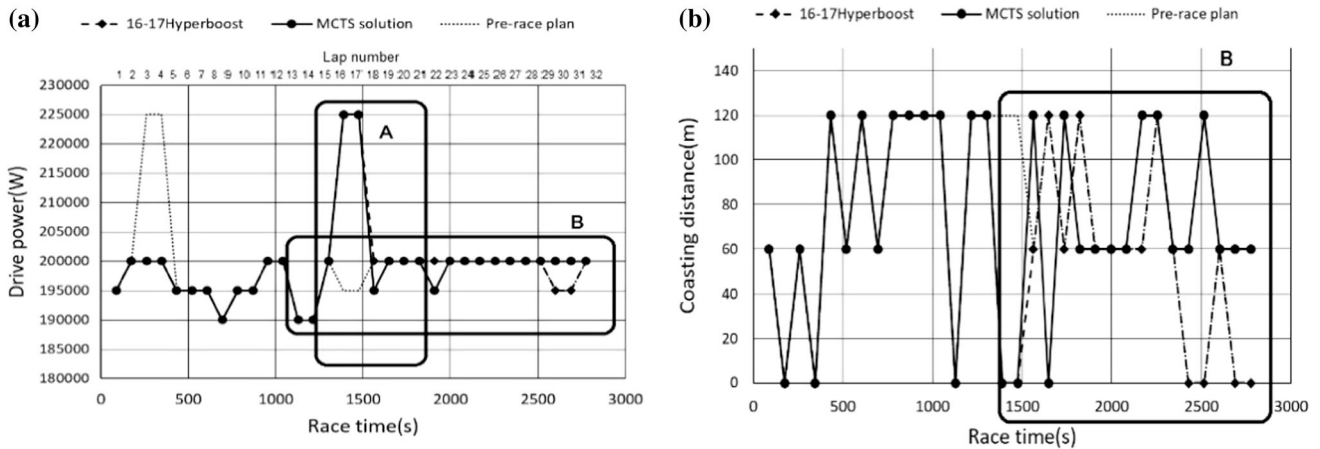 (a)
16-17Hyperboost MCTS solution Pre-race plan
Lap number
1 2 3 4 5 6 7 8 9 10 11 12 13 14 15 16 17 18 19 20 21 22 23 24 25 26 27 28 29 30 31 32
230000
225000
220000
215000
210000
205000
200000
195000
190000
185000
180000
Drive power(W)
A
B
0 500 1000 1500 2000 2500 3000
Race time(s)
(b)
16-17Hyperboost MCTS solution Pre-race plan
B
140
120
100
80
60
40
20
0
Coasting distance(m)
0 500 1000 1500 2000 2500 3000
Race time(s)